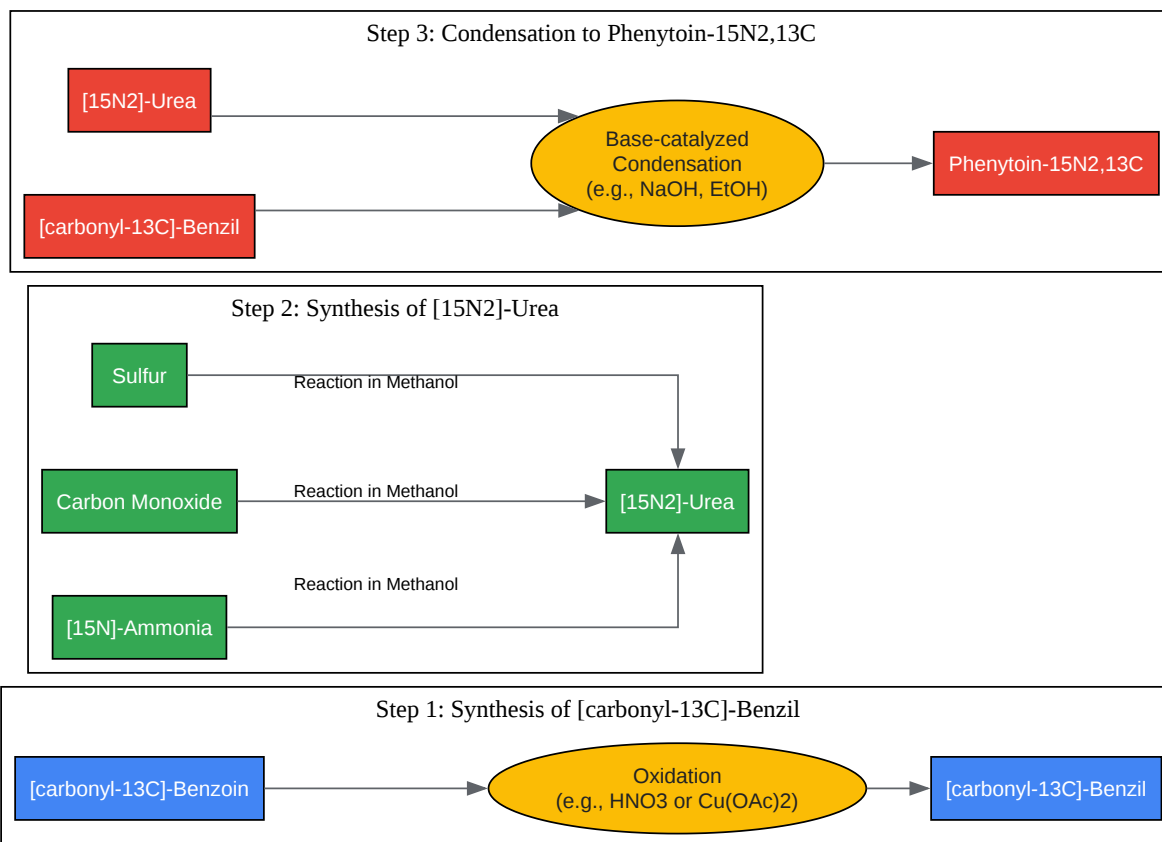 Step 3: Condensation to Phenytoin-15N2,13C
[15N2]-Urea
[carbonyl-13C]-Benzil
Base-catalyzed
Condensation
(e.g., NaOH, EtOH)
Phenytoin-15N2,13C
Step 2: Synthesis of [15N2]-Urea
Sulfur
Reaction in Methanol
Carbon Monoxide
Reaction in Methanol
[15N2]-Urea
[15N]-Ammonia
Reaction in Methanol
Step 1: Synthesis of [carbonyl-13C]-Benzil
[carbonyl-13C]-Benzoin
Oxidation
(e.g., HNO3 or Cu(OAc)2)
[carbonyl-13C]-Benzil